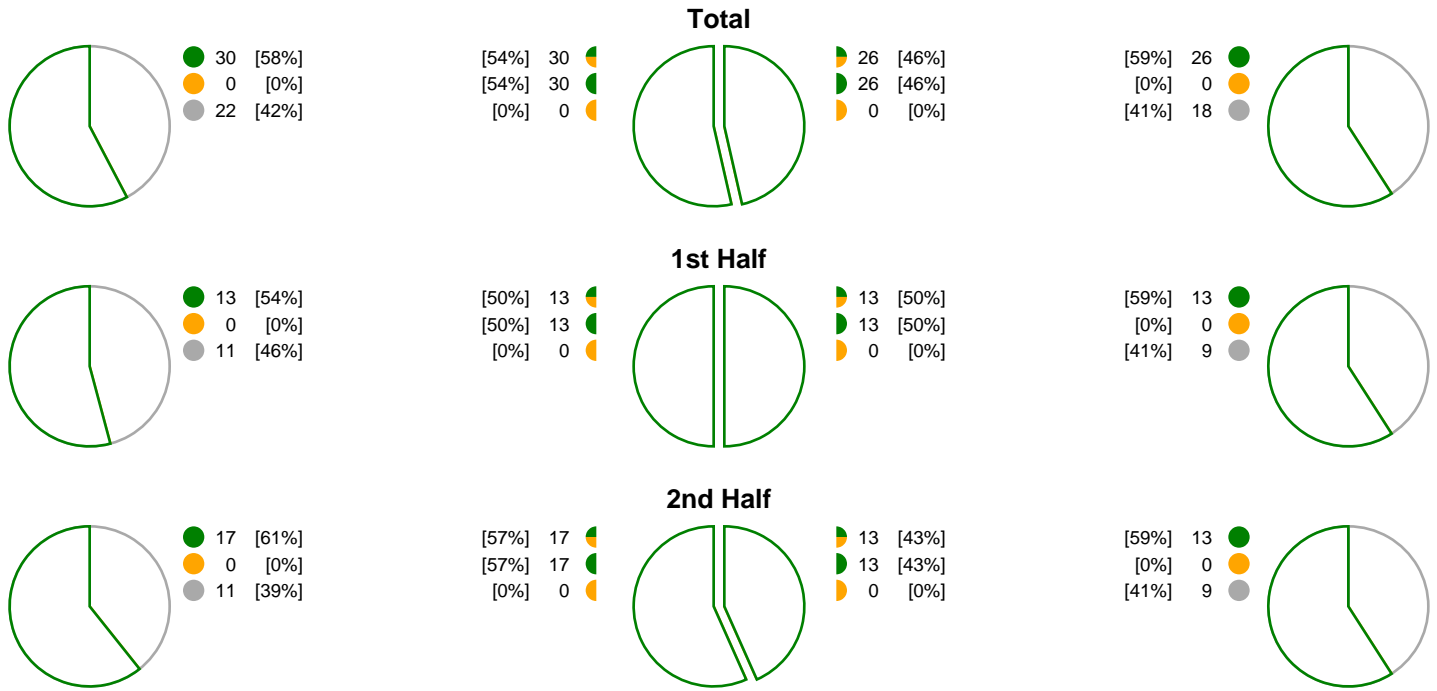 Total
30 [58%] [54%] 30 26 [46%] [59%] 26
0 [0%] [54%] 30 26 [46%] [0%] 0
22 [42%] [0%] 0 0 [0%] [41%] 18
1st Half
13 [54%] [50%] 13 13 [50%] [59%] 13
0 [0%] [50%] 13 13 [50%] [0%] 0
11 [46%] [0%] 0 0 [0%] [41%] 9
2nd Half
17 [61%] [57%] 17 13 [43%] [59%] 13
0 [0%] [57%] 17 13 [43%] [0%] 0
11 [39%] [0%] 0 0 [0%] [41%] 9